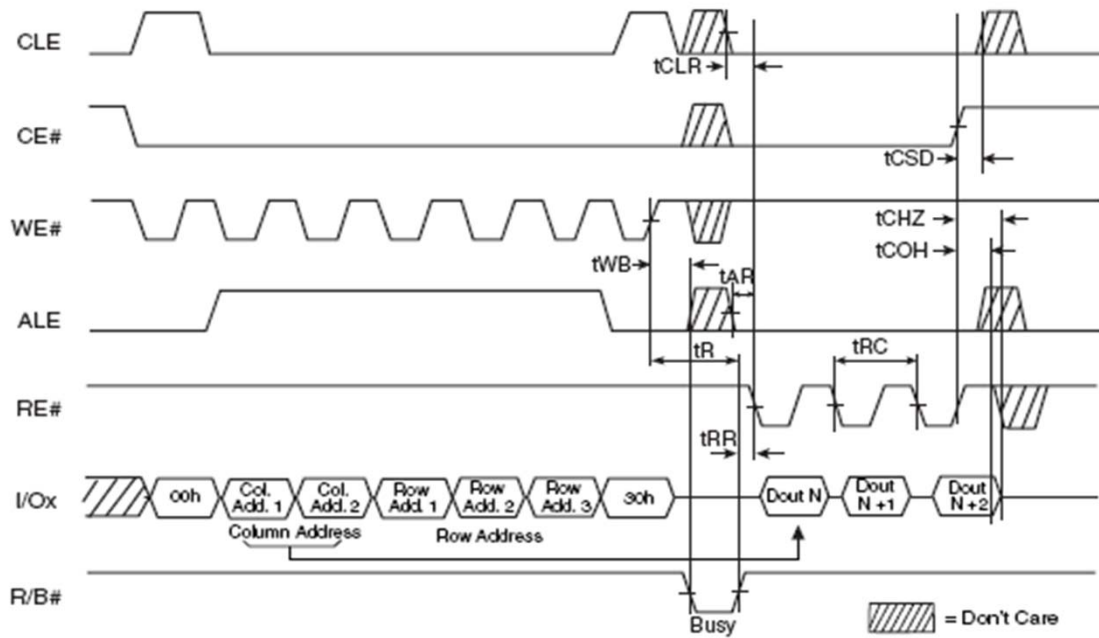 CLE
tCLR
CE#
tCSD
WE#
tCHZ
tWB
tCOH
tAR
ALE
tR
tRC
RE#
tRR
I/Ox
00h
Col. Add. 1
Col. Add. 2
Row Add. 1
Row Add. 2
Row Add. 3
30h
Dout N
Dout N +1
Dout N +2
Column Address
Row Address
R/B#
Busy
= Don't Care